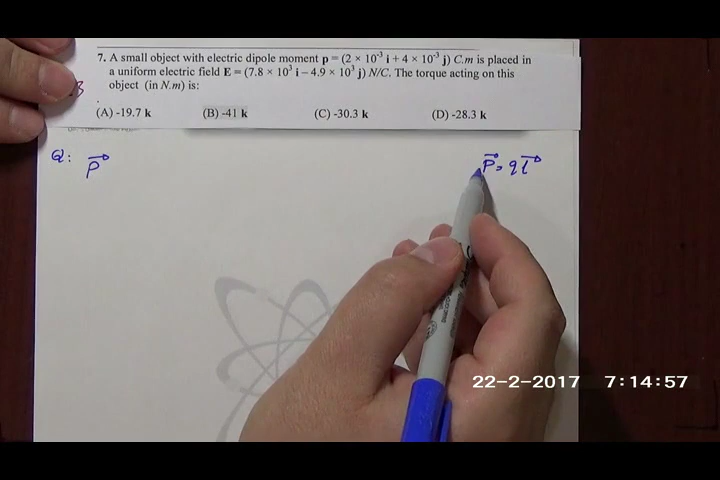 7. A small object with electric dipole moment p = (2 × 10⁻³ i + 4 × 10⁻³ j) C.m is placed in
a uniform electric field E = (7.8 × 10³ i – 4.9 × 10³ j) N/C. The torque acting on this
object (in N.m) is:
(A) -19.7 k (B) -41 k (C) -30.3 k (D) -28.3 k
Q: P⃗ P⃗ = q l⃗
22-2-2017 7:14:57